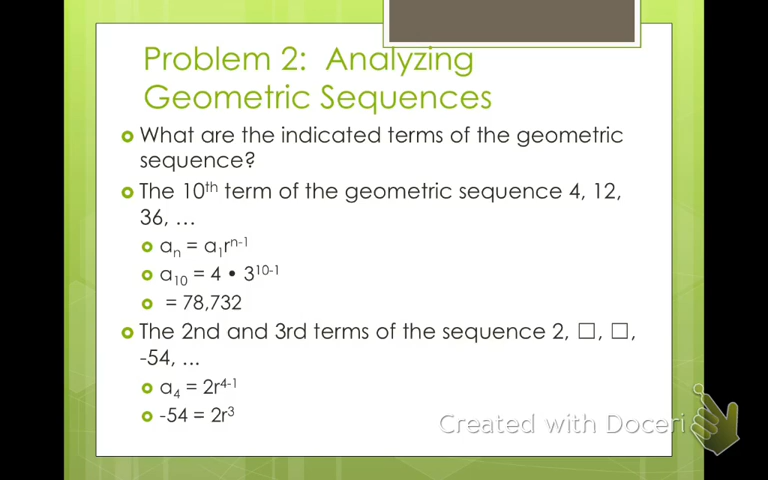 Problem 2: Analyzing
Geometric Sequences
What are the indicated terms of the geometric
sequence?
The 10th term of the geometric sequence 4, 12,
36, …
aₙ = a₁rⁿ⁻¹
a₁₀ = 4 • 3¹⁰⁻¹
= 78,732
The 2nd and 3rd terms of the sequence 2, □, □,
-54, ...
a₄ = 2r⁴⁻¹
-54 = 2r³
Created with Doceri